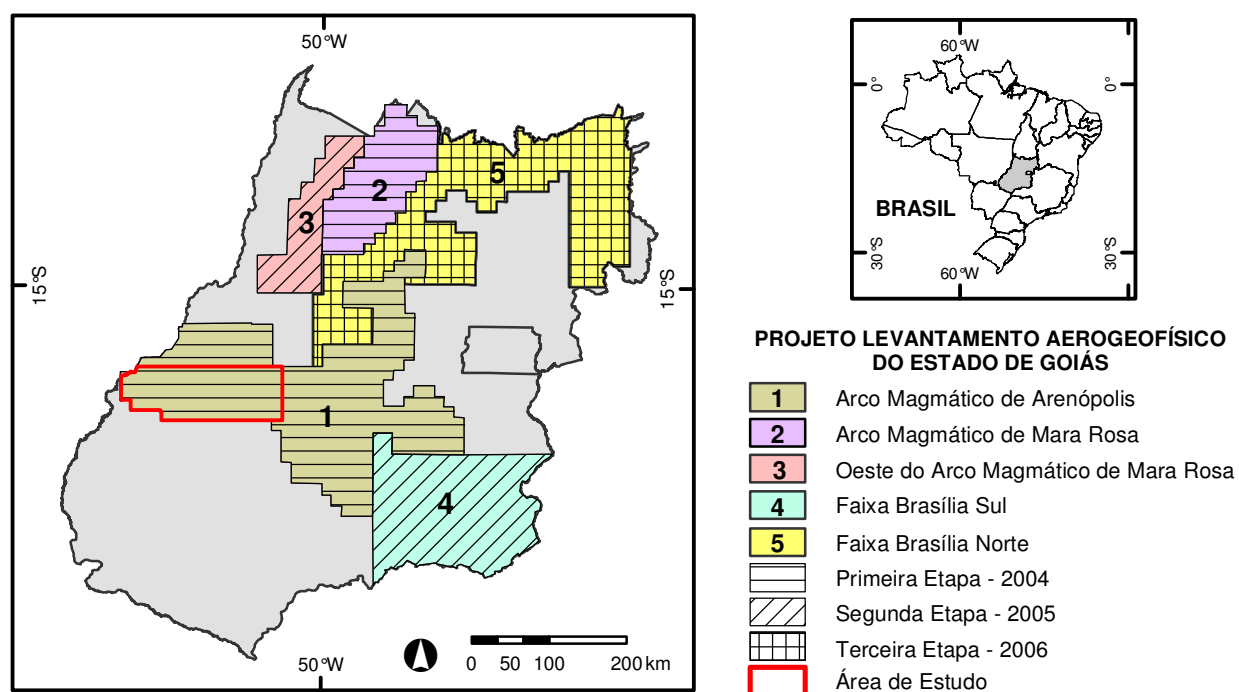 50°W
15°S
15°S
2
5
3
1
4
50°W
0 50 100 200 km
60°W
0°
0°
BRASIL
30°S
30°S
60°W
PROJETO LEVANTAMENTO AEROGEOFÍSICO
DO ESTADO DE GOIÁS
1 Arco Magmático de Arenópolis
2 Arco Magmático de Mara Rosa
3 Oeste do Arco Magmático de Mara Rosa
4 Faixa Brasília Sul
5 Faixa Brasília Norte
Primeira Etapa - 2004
Segunda Etapa - 2005
Terceira Etapa - 2006
Área de Estudo